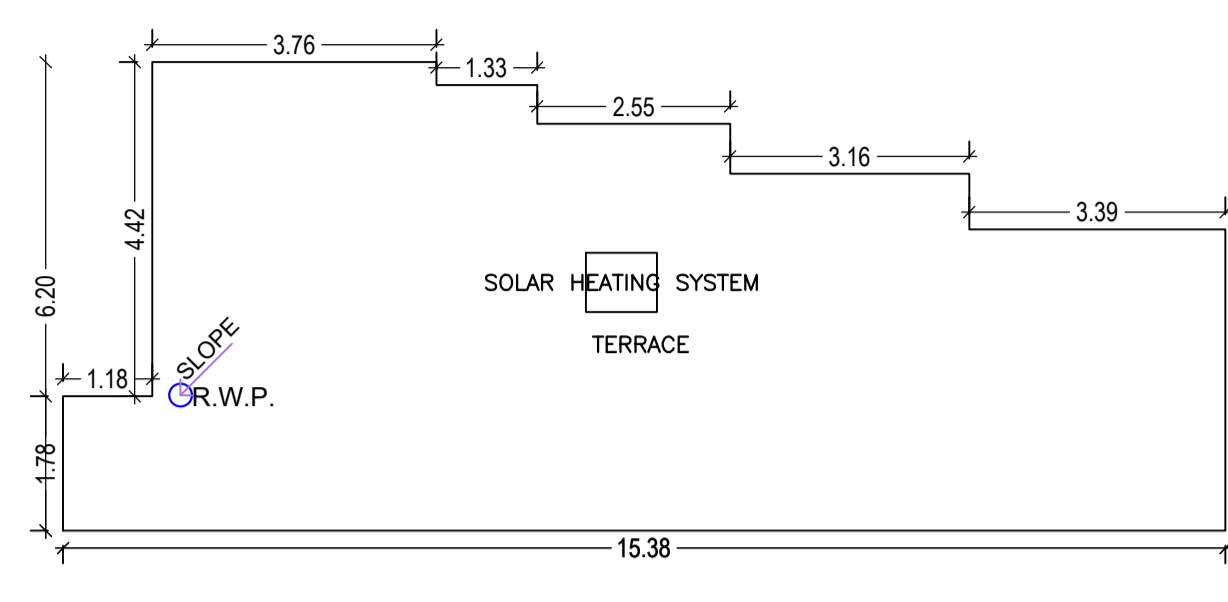 3.76
1.33
2.55
3.16
3.39
4.42
6.20
SOLAR HEATING SYSTEM
TERRACE
SLOPE
1.18
R.W.P.
1.78
15.38